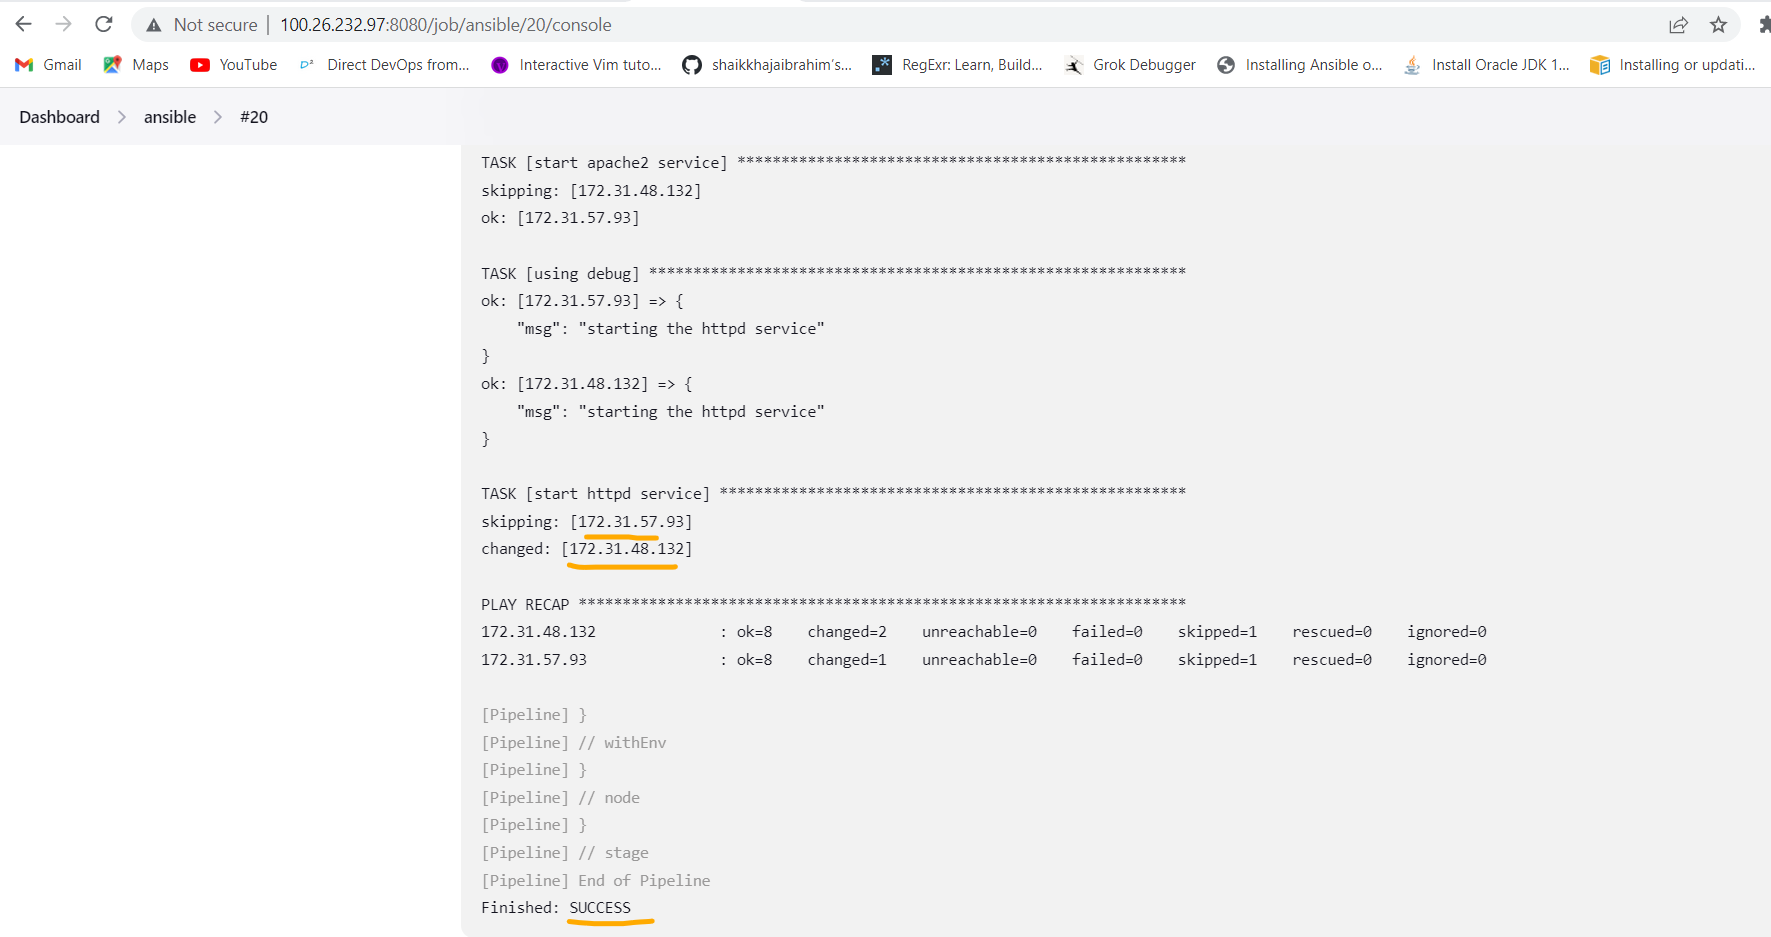 Not secure | 100.26.232.97:8080/job/ansible/20/console
Gmail Maps YouTube Direct DevOps from... Interactive Vim tuto... shaikkhajaibrahim's... RegExr: Learn, Build... Grok Debugger Installing Ansible o... Install Oracle JDK 1... Installing or updati...
Dashboard > ansible > #20
TASK [start apache2 service] ***************************************************
skipping: [172.31.48.132]
ok: [172.31.57.93]
TASK [using debug] *************************************************************
ok: [172.31.57.93] => {
    "msg": "starting the httpd service"
}
ok: [172.31.48.132] => {
    "msg": "starting the httpd service"
}
TASK [start httpd service] *****************************************************
skipping: [172.31.57.93]
changed: [172.31.48.132]
PLAY RECAP *********************************************************************
172.31.48.132 : ok=8 changed=2 unreachable=0 failed=0 skipped=1 rescued=0 ignored=0
172.31.57.93 : ok=8 changed=1 unreachable=0 failed=0 skipped=1 rescued=0 ignored=0
[Pipeline] }
[Pipeline] // withEnv
[Pipeline] }
[Pipeline] // node
[Pipeline] }
[Pipeline] // stage
[Pipeline] End of Pipeline
Finished: SUCCESS